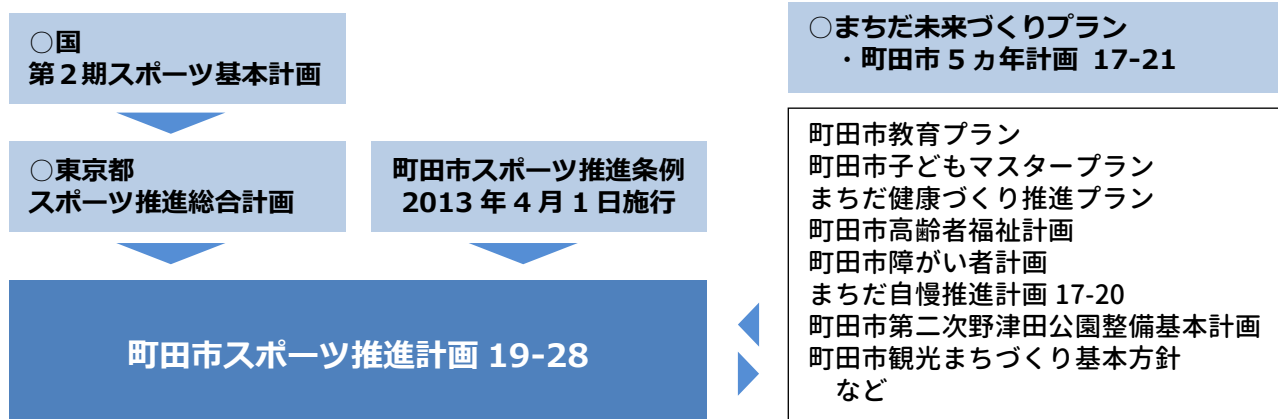 ○国
第２期スポーツ基本計画
○東京都
スポーツ推進総合計画
町田市スポーツ推進条例
2013 年 4 月 1 日施行
町田市スポーツ推進計画 19-28
○まちだ未来づくりプラン
・町田市 5 ヵ年計画 17-21
町田市教育プラン
町田市子どもマスタープラン
まちだ健康づくり推進プラン
町田市高齢者福祉計画
町田市障がい者計画
まちだ自慢推進計画 17-20
町田市第二次野津田公園整備基本計画
町田市観光まちづくり基本方針
など